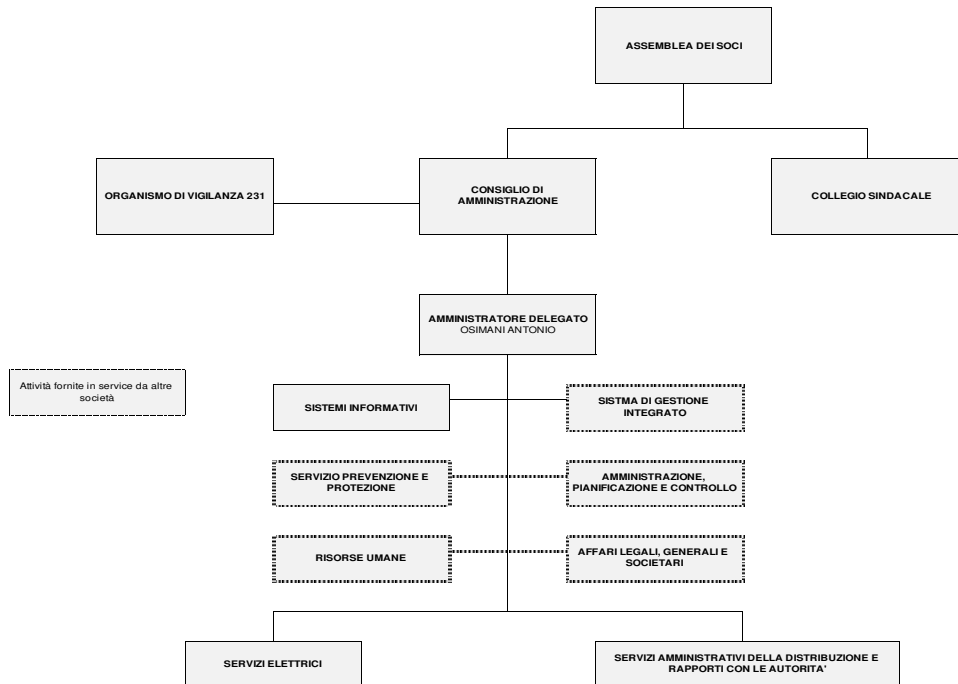 ASSEMBLEA DEI SOCI
ORGANISMO DI VIGILANZA 231
CONSIGLIO DI
AMMINISTRAZIONE
COLLEGIO SINDACALE
AMMINISTRATORE DELEGATO
OSIMANI ANTONIO
Attività fornite in service da altre
società
SISTEMI INFORMATIVI
SISTMA DI GESTIONE
INTEGRATO
SERVIZIO PREVENZIONE E
PROTEZIONE
AMMINISTRAZIONE,
PIANIFICAZIONE E CONTROLLO
RISORSE UMANE
AFFARI LEGALI, GENERALI E
SOCIETARI
SERVIZI ELETTRICI
SERVIZI AMMINISTRATIVI DELLA DISTRIBUZIONE E
RAPPORTI CON LE AUTORITA'